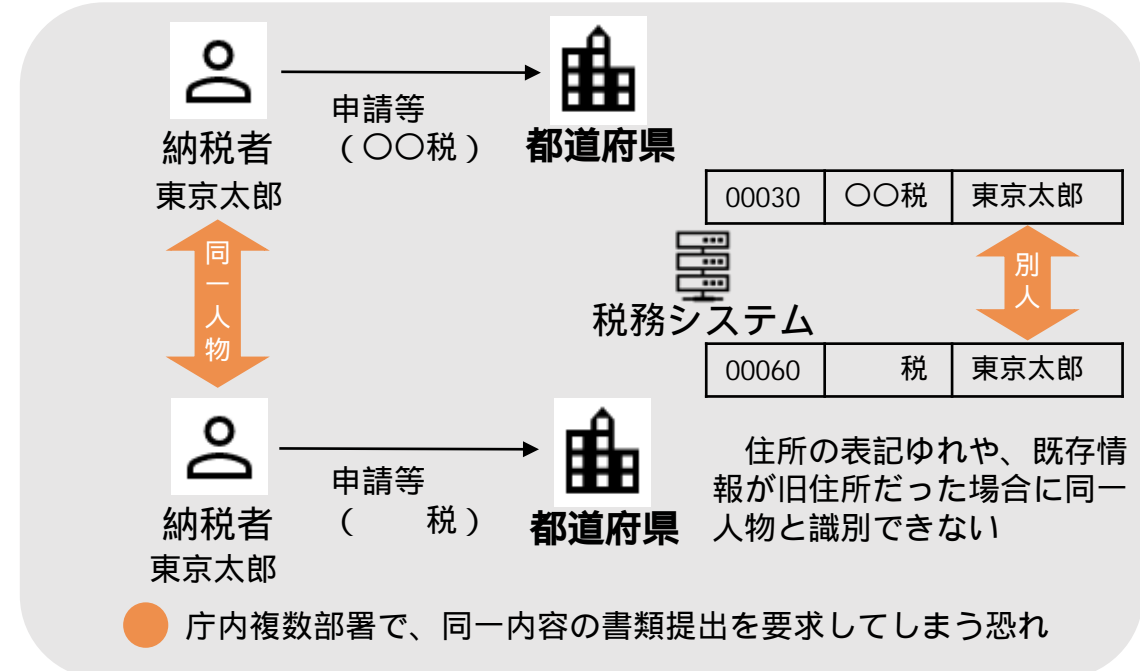 申請等
（〇〇税）
納税者
東京太郎
都道府県
00030 〇〇税 東京太郎
同一人物
別人
税務システム
00060 税 東京太郎
申請等
（　　税）
納税者
東京太郎
都道府県
住所の表記ゆれや、既存情
報が旧住所だった場合に同一
人物と識別できない
庁内複数部署で、同一内容の書類提出を要求してしまう恐れ